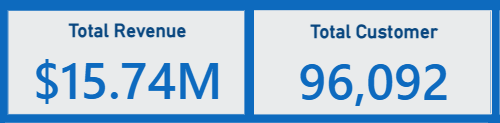 Total Revenue
$15.74M
Total Customer
96,092